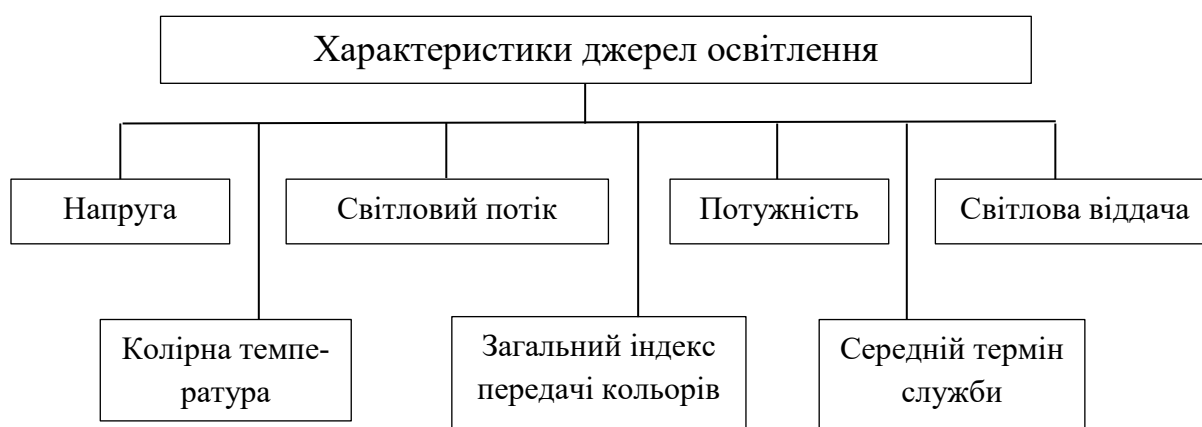 Характеристики джерел освітлення
Напруга
Світловий потік
Потужність
Світлова віддача
Колірна темпе-
ратура
Загальний індекс
передачі кольорів
Середній термін
служби